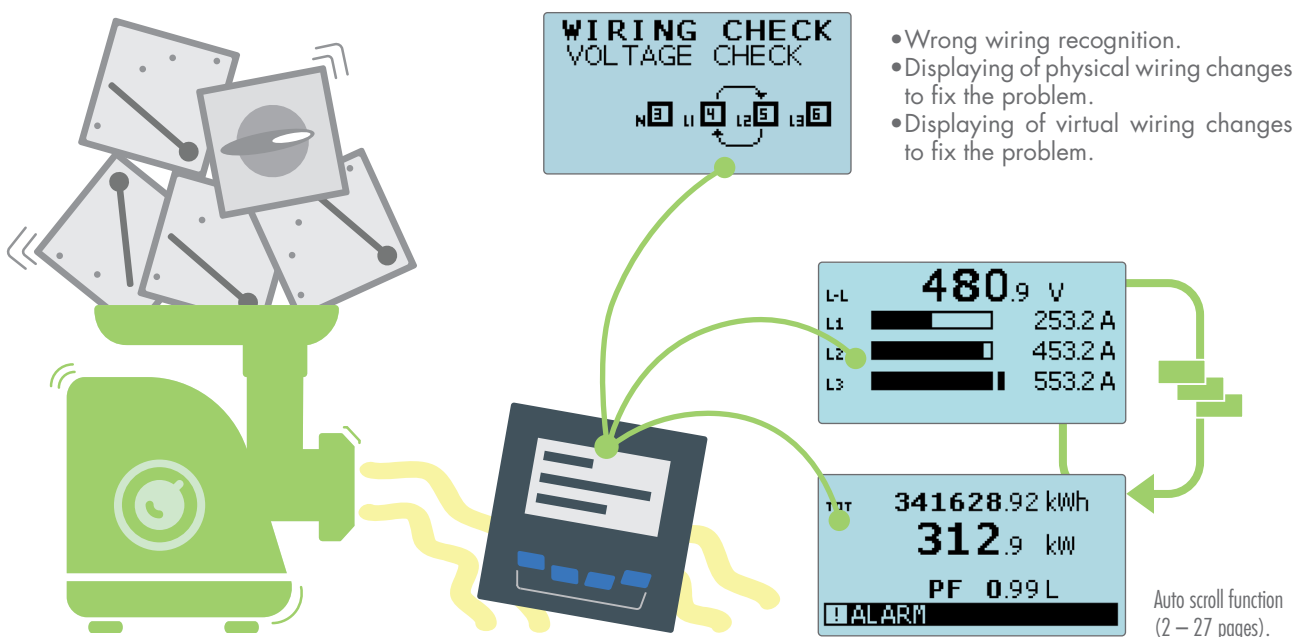 WIRING CHECK
VOLTAGE CHECK
N 3 L1 4 L2 5 L3 6
•Wrong wiring recognition.
•Displaying of physical wiring changes
to fix the problem.
•Displaying of virtual wiring changes
to fix the problem.
L-L 480.9 V
L1 253.2 A
L2 453.2 A
L3 553.2 A
TOT 341628.92 kWh
312.9 kW
PF 0.99 L
! ALARM
Auto scroll function
(2 – 27 pages).